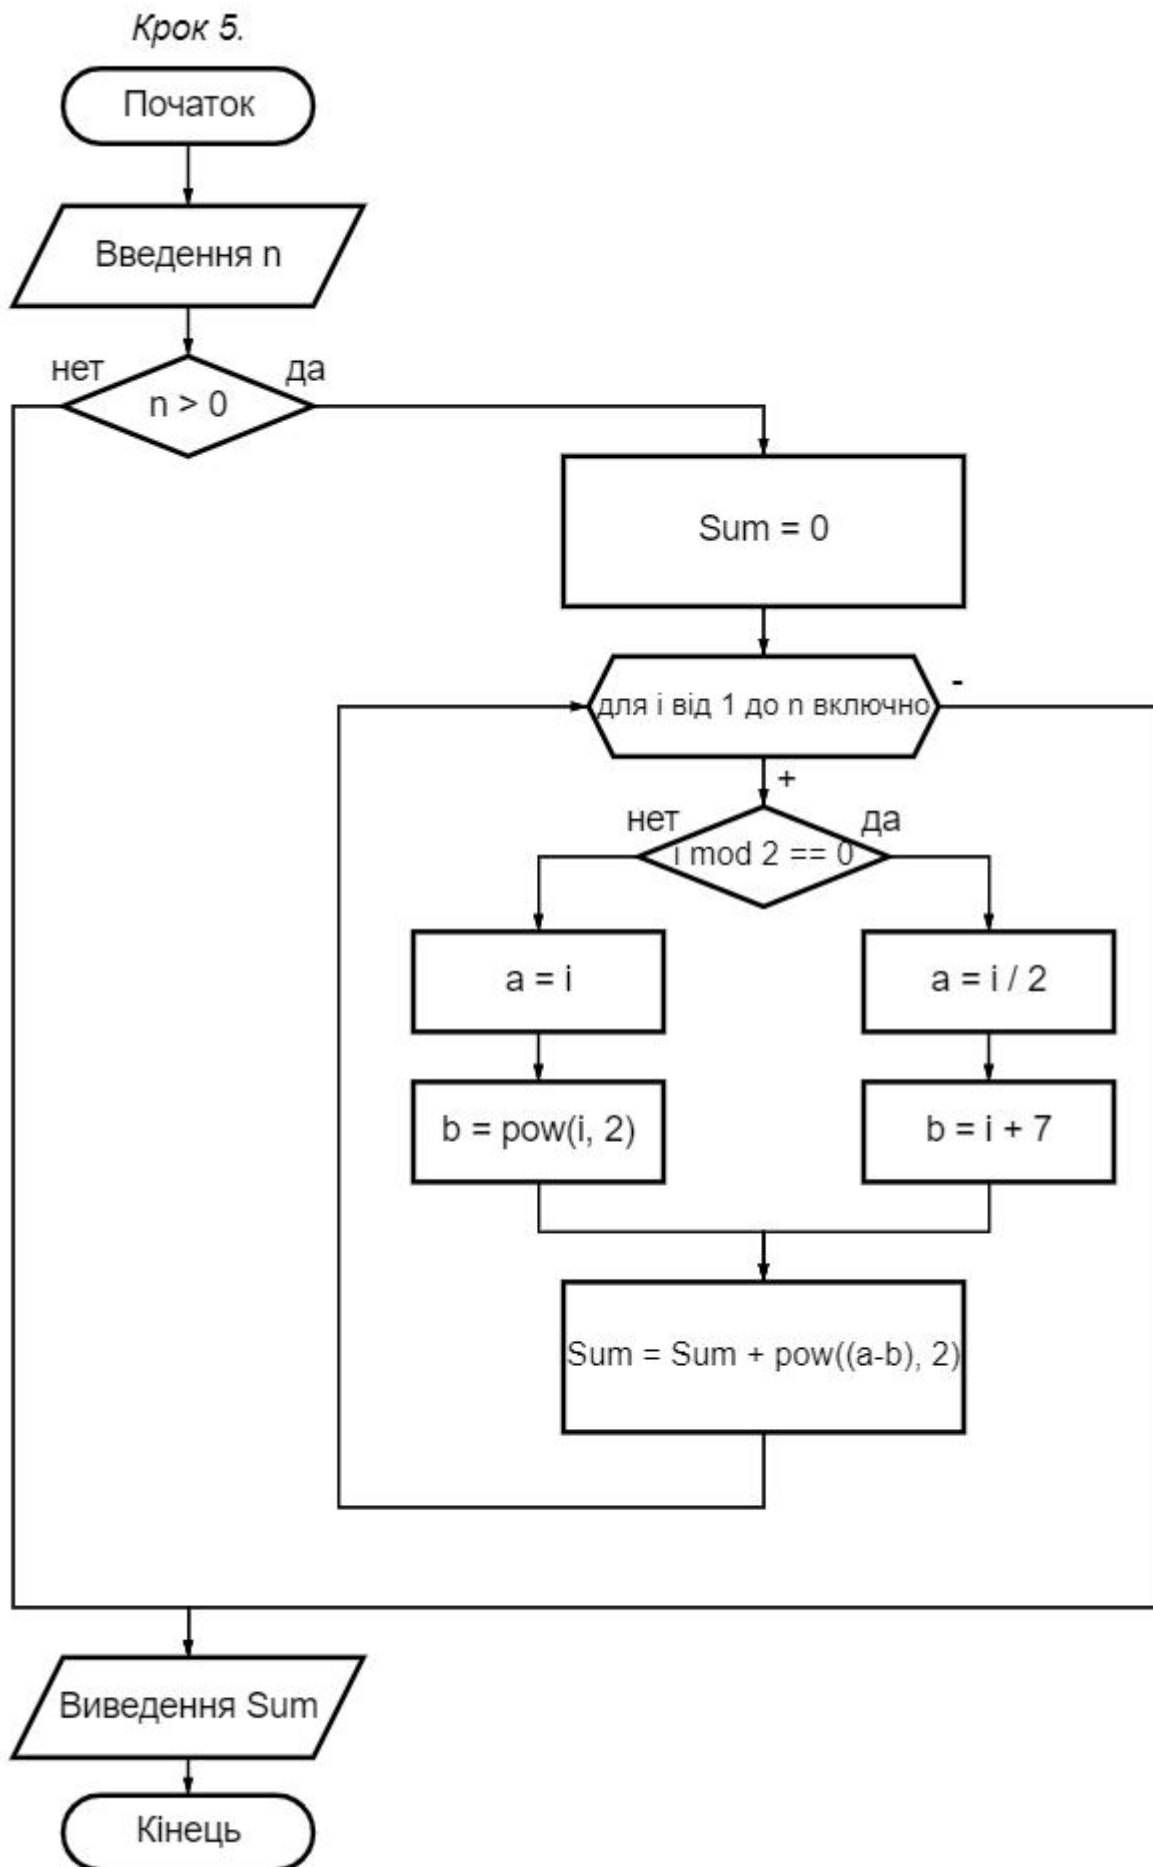 Крок 5.
Початок
Введення n
нет
да
n > 0
Sum = 0
для і від 1 до n включно
-
+
нет
да
i mod 2 == 0
a = i
a = i / 2
b = pow(i, 2)
b = i + 7
Sum = Sum + pow((a-b), 2)
Виведення Sum
Кінець